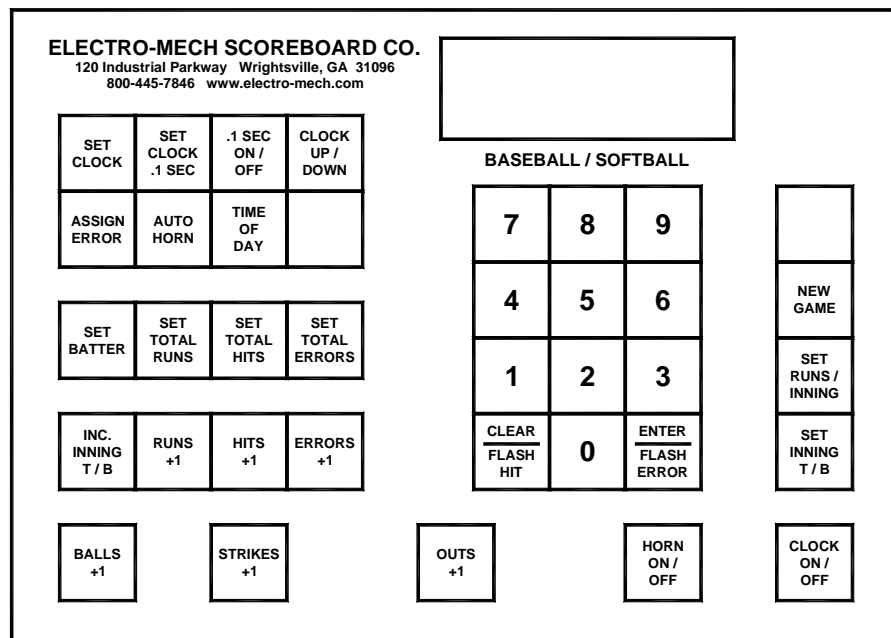 ELECTRO-MECH SCOREBOARD CO.
120 Industrial Parkway Wrightsville, GA 31096
800-445-7846 www.electro-mech.com
SET
CLOCK
SET
CLOCK
.1 SEC
.1 SEC
ON /
OFF
CLOCK
UP /
DOWN
ASSIGN
ERROR
AUTO
HORN
TIME
OF
DAY
SET
BATTER
SET
TOTAL
RUNS
SET
TOTAL
HITS
SET
TOTAL
ERRORS
INC.
INNING
T / B
RUNS
+1
HITS
+1
ERRORS
+1
BASEBALL / SOFTBALL
7 8 9
4 5 6
1 2 3
CLEAR
FLASH
HIT
0
ENTER
FLASH
ERROR
NEW
GAME
SET
RUNS /
INNING
SET
INNING
T / B
BALLS
+1
STRIKES
+1
OUTS
+1
HORN
ON /
OFF
CLOCK
ON /
OFF